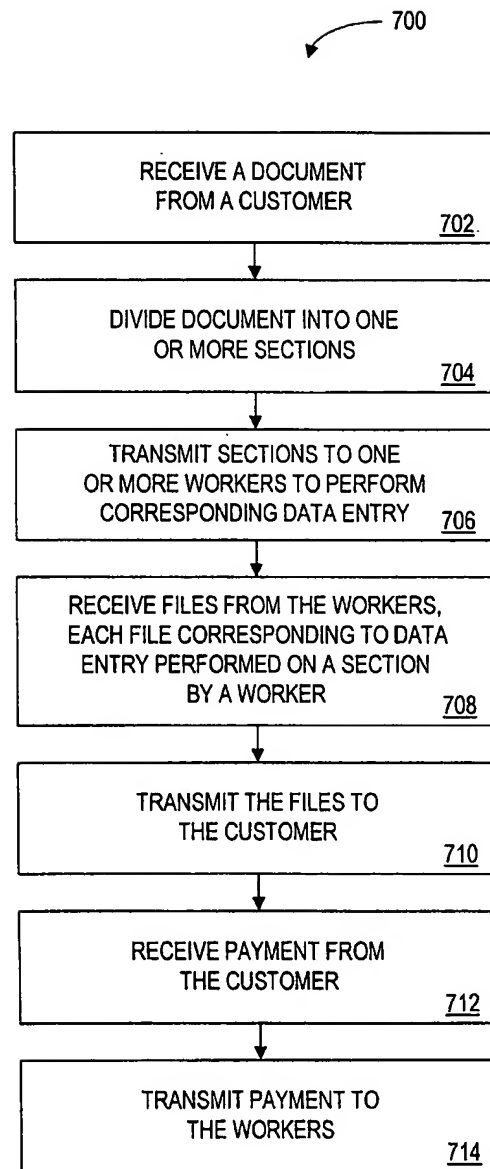 700
RECEIVE A DOCUMENT
FROM A CUSTOMER
702
DIVIDE DOCUMENT INTO ONE
OR MORE SECTIONS
704
TRANSMIT SECTIONS TO ONE
OR MORE WORKERS TO PERFORM
CORRESPONDING DATA ENTRY
706
RECEIVE FILES FROM THE WORKERS,
EACH FILE CORRESPONDING TO DATA
ENTRY PERFORMED ON A SECTION
BY A WORKER
708
TRANSMIT THE FILES TO
THE CUSTOMER
710
RECEIVE PAYMENT FROM
THE CUSTOMER
712
TRANSMIT PAYMENT TO
THE WORKERS
714